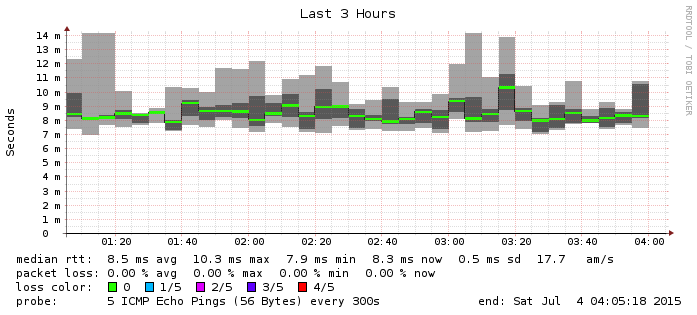 Last 3 Hours
RRDTOOL / TOBI OETIKER
Seconds
14 m
13 m
12 m
11 m
10 m
9 m
8 m
7 m
6 m
5 m
4 m
3 m
2 m
1 m
0
01:20 01:40 02:00 02:20 02:40 03:00 03:20 03:40 04:00
median rtt: 8.5 ms avg 10.3 ms max 7.9 ms min 8.3 ms now 0.5 ms sd 17.7 am/s
packet loss: 0.00 % avg 0.00 % max 0.00 % min 0.00 % now
loss color: 0 1/5 2/5 3/5 4/5
probe: 5 ICMP Echo Pings (56 Bytes) every 300s end: Sat Jul 4 04:05:18 2015